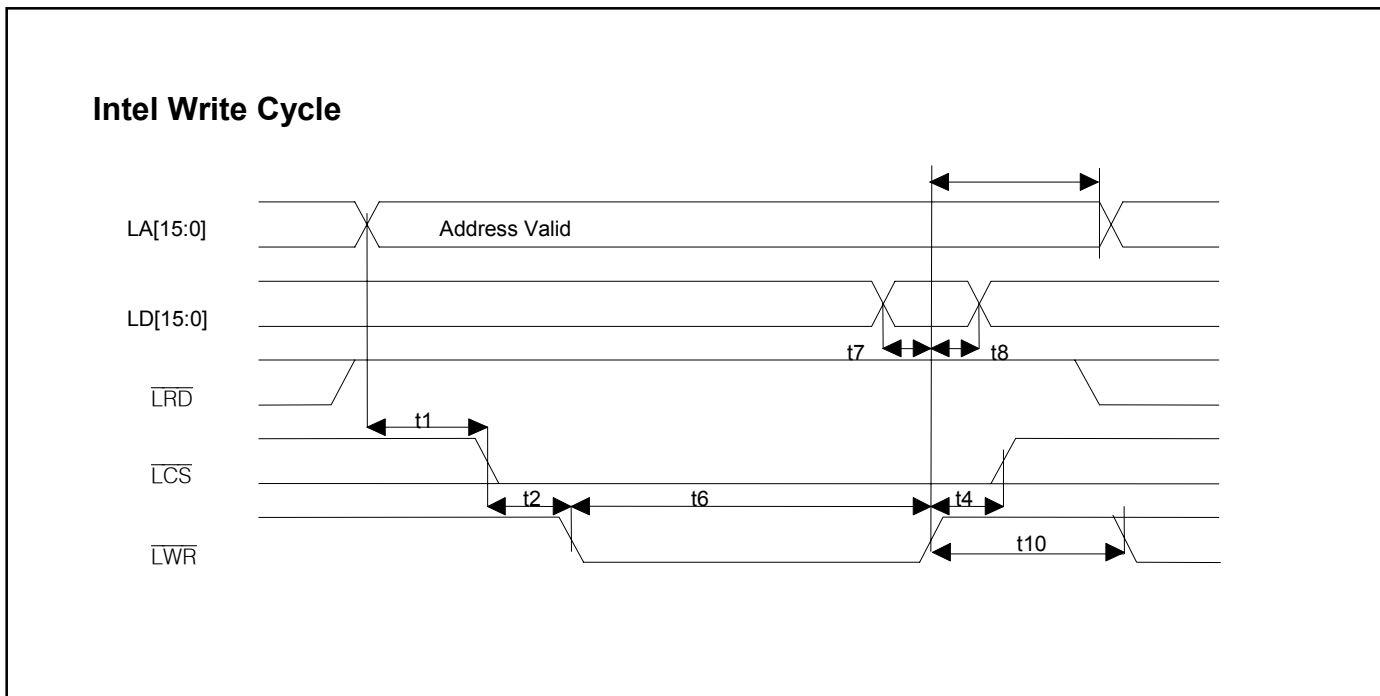 Intel Write Cycle
LA[15:0]
Address Valid
LD[15:0]
t7
t8
LRD
t1
LCS
t2
t6
t4
LWR
t10